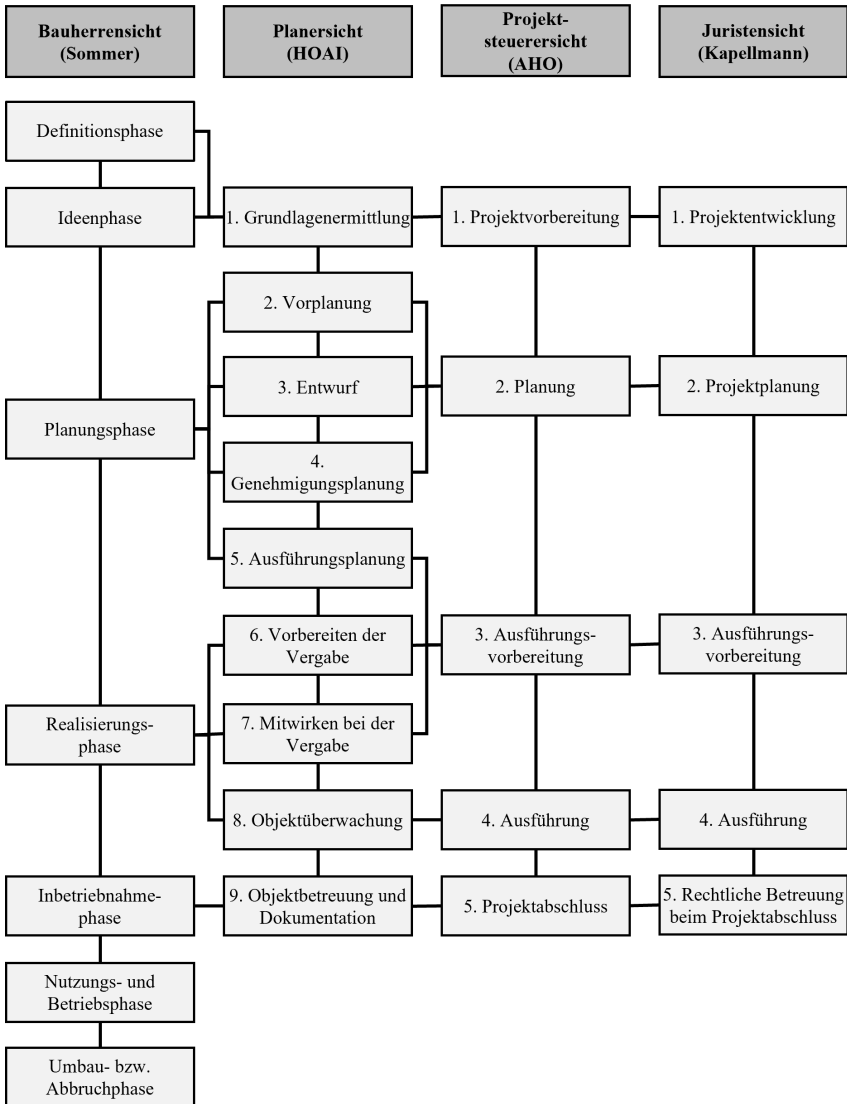 Bauherrensicht
(Sommer)
Planersicht
(HOAI)
Projekt-
steuerersicht
(AHO)
Juristensicht
(Kapellmann)
Definitionsphase
Ideenphase
1. Grundlagenermittlung
1. Projektvorbereitung
1. Projektentwicklung
2. Vorplanung
3. Entwurf
2. Planung
2. Projektplanung
Planungsphase
4.
Genehmigungsplanung
5. Ausführungsplanung
6. Vorbereiten der
Vergabe
3. Ausführungs-
vorbereitung
3. Ausführungs-
vorbereitung
Realisierungs-
phase
7. Mitwirken bei der
Vergabe
8. Objektüberwachung
4. Ausführung
4. Ausführung
Inbetriebnahme-
phase
9. Objektbetreuung und
Dokumentation
5. Projektabschluss
5. Rechtliche Betreuung
beim Projektabschluss
Nutzungs- und
Betriebsphase
Umbau- bzw.
Abbruchphase